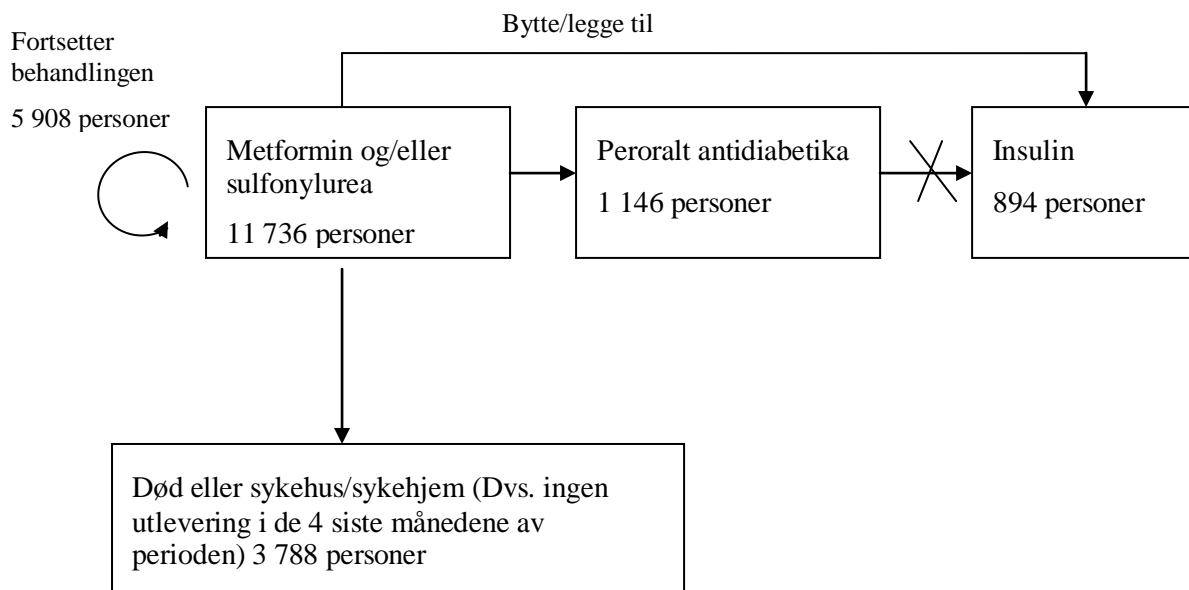 Bytte/legge til
Fortsetter
behandlingen
5 908 personer
Metformin og/eller
sulfonylurea
11 736 personer
Peroralt antidiabetika
1 146 personer
Insulin
894 personer
Død eller sykehus/sykehjem (Dvs. ingen
utlevering i de 4 siste månedene av
perioden) 3 788 personer